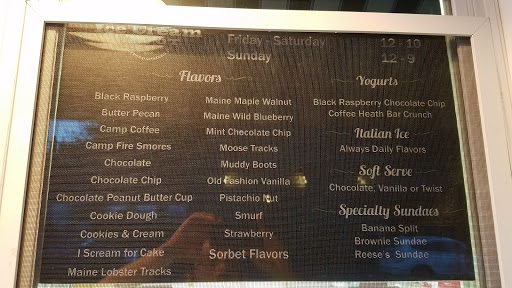 Ice Dream
Friday - Saturday 12 - 10
Sunday 12 - 9
Flavors
Black Raspberry
Butter Pecan
Camp Coffee
Camp Fire Smores
Chocolate
Chocolate Chip
Chocolate Peanut Butter Cup
Cookie Dough
Cookies & Cream
I Scream for Cake
Maine Lobster Tracks
Maine Maple Walnut
Maine Wild Blueberry
Mint Chocolate Chip
Moose Tracks
Muddy Boots
Old Fashion Vanilla
Pistachio Nut
Smurf
Strawberry
Sorbet Flavors
Yogurts
Black Raspberry Chocolate Chip
Coffee Heath Bar Crunch
Italian Ice
Always Daily Flavors
Soft Serve
Chocolate, Vanilla or Twist
Specialty Sundaes
Banana Split
Brownie Sundae
Reese's Sundae